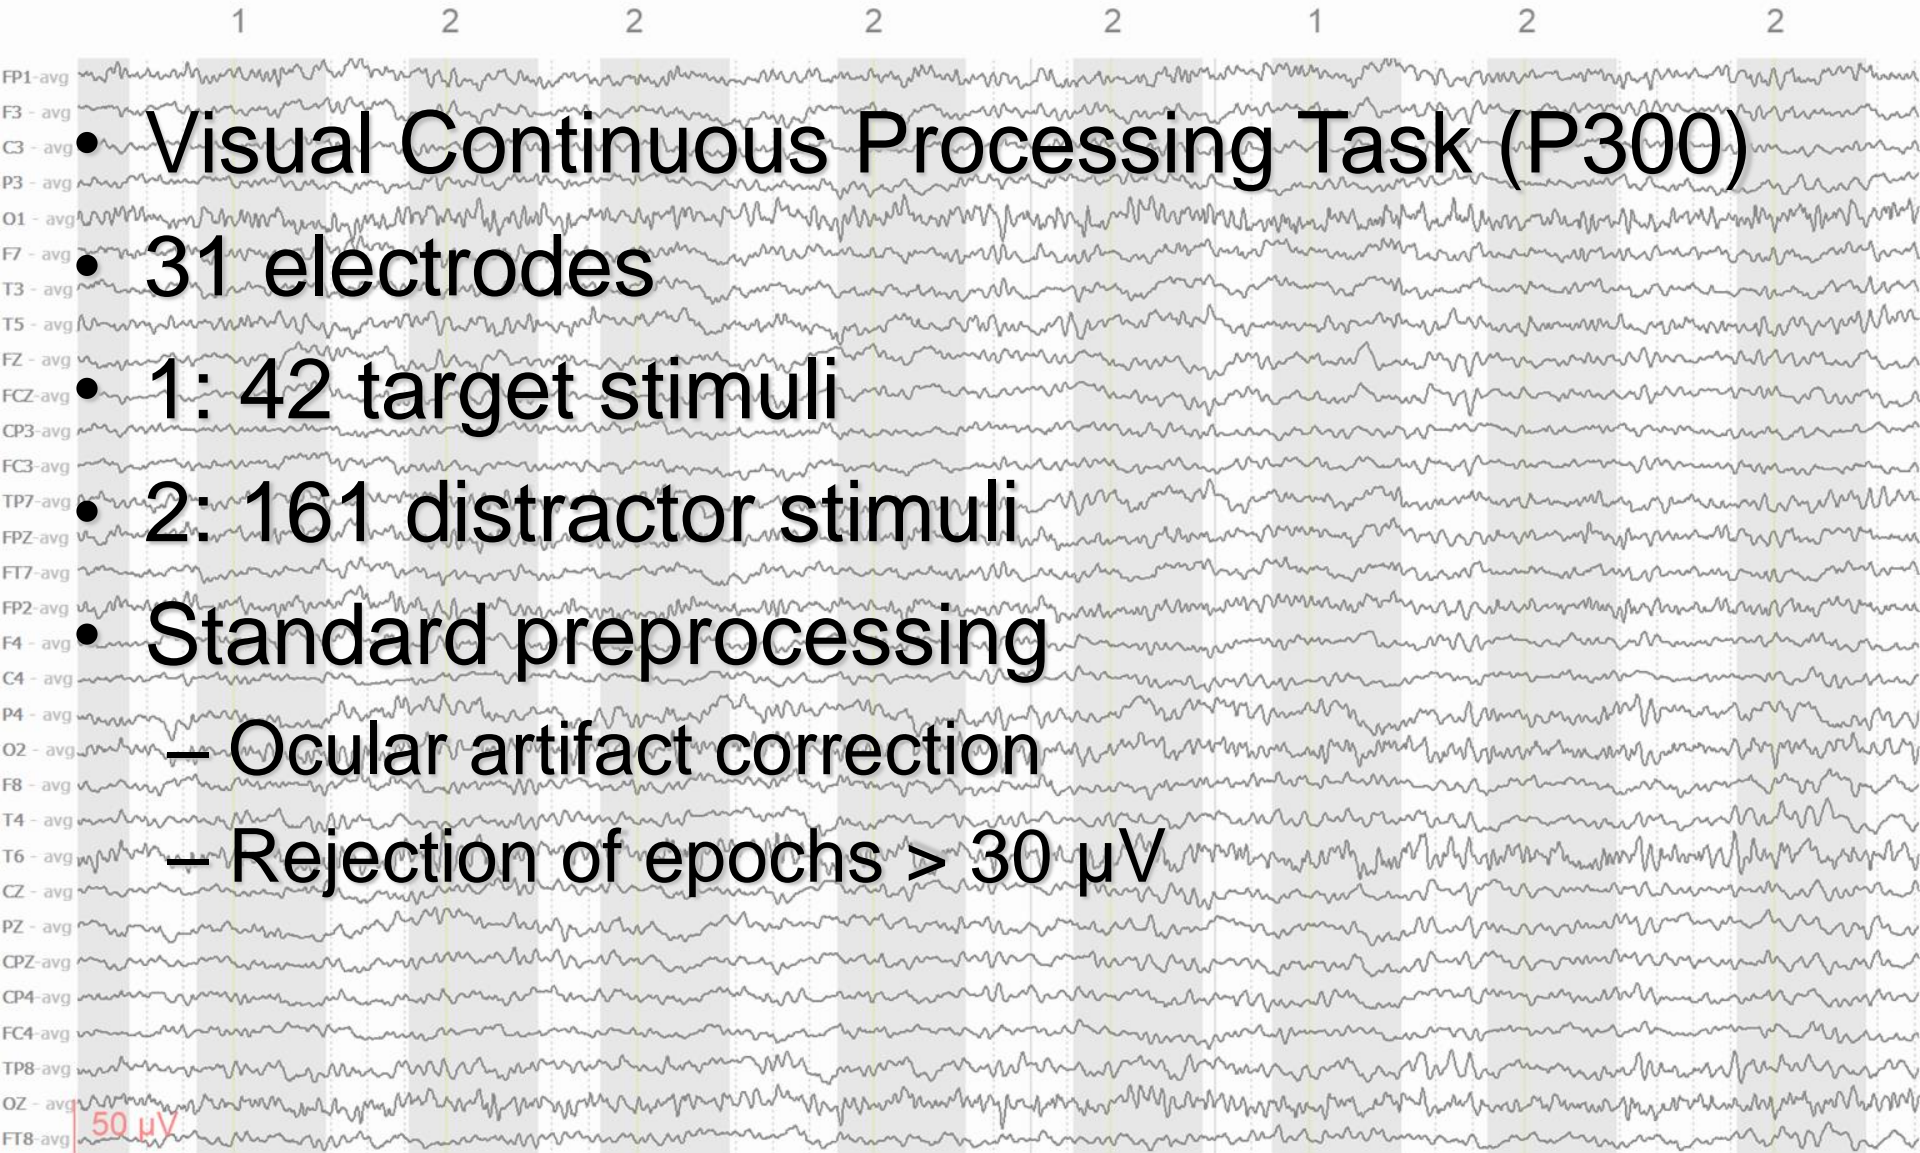 1 2 2 2 2 1 2 2
FP1-avg
F3 - avg
• Visual Continuous Processing Task (P300)
C3 - avg
P3 - avg
O1 - avg
F7 - avg
• 31 electrodes
T3 - avg
T5 - avg
FZ - avg
• 1: 42 target stimuli
FCZ-avg
CP3-avg
FC3-avg
TP7-avg
• 2: 161 distractor stimuli
FPZ-avg
FT7-avg
FP2-avg
• Standard preprocessing
F4 - avg
C4 - avg
P4 - avg
– Ocular artifact correction
O2 - avg
F8 - avg
T4 - avg
– Rejection of epochs > 30 µV
T6 - avg
CZ - avg
PZ - avg
CPZ-avg
CP4-avg
FC4-avg
TP8-avg
OZ - avg
50 µV
FT8-avg